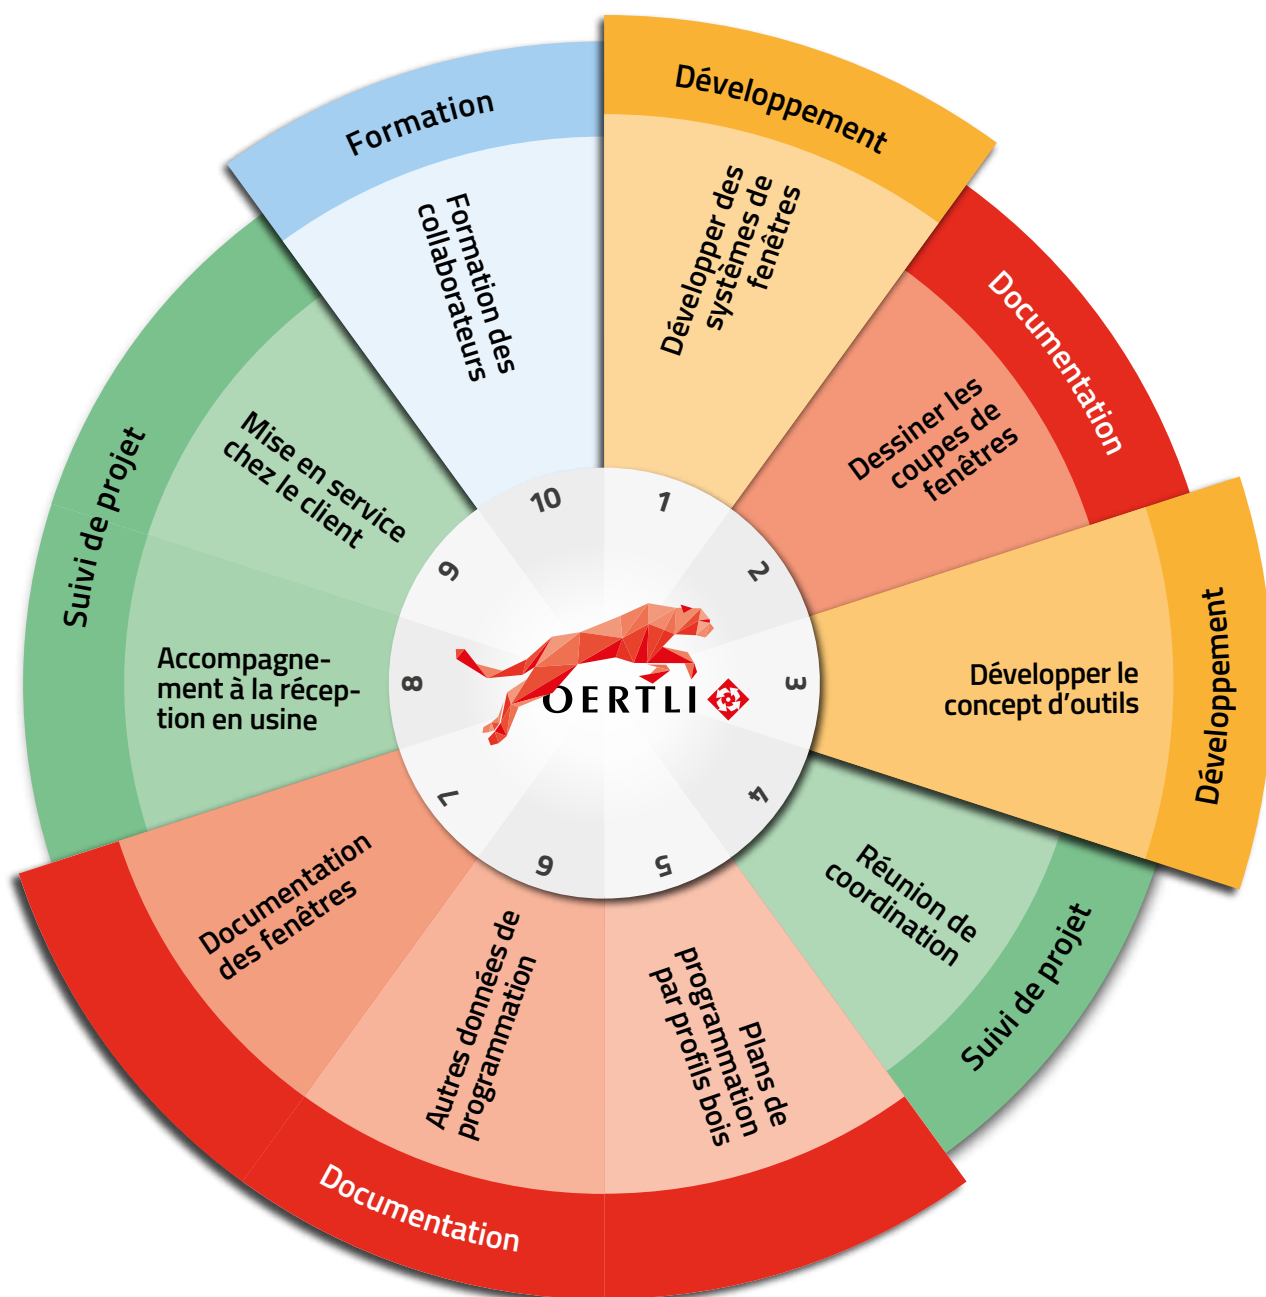 Développement
Développer des
systèmes de
fenêtres
1
Documentation
Dessiner les
coupes de
fenêtres
2
Développement
Développer le
concept d'outils
3
Suivi de projet
Réunion de
coordination
4
Plans de
programmation
par profils bois
5
Documentation
Autres données de
programmation
6
Documentation
des fenêtres
7
Suivi de projet
Accompagne-
ment à la récep-
tion en usine
8
Mise en service
chez le client
9
Formation
Formation des
collaborateurs
10
OERTLI